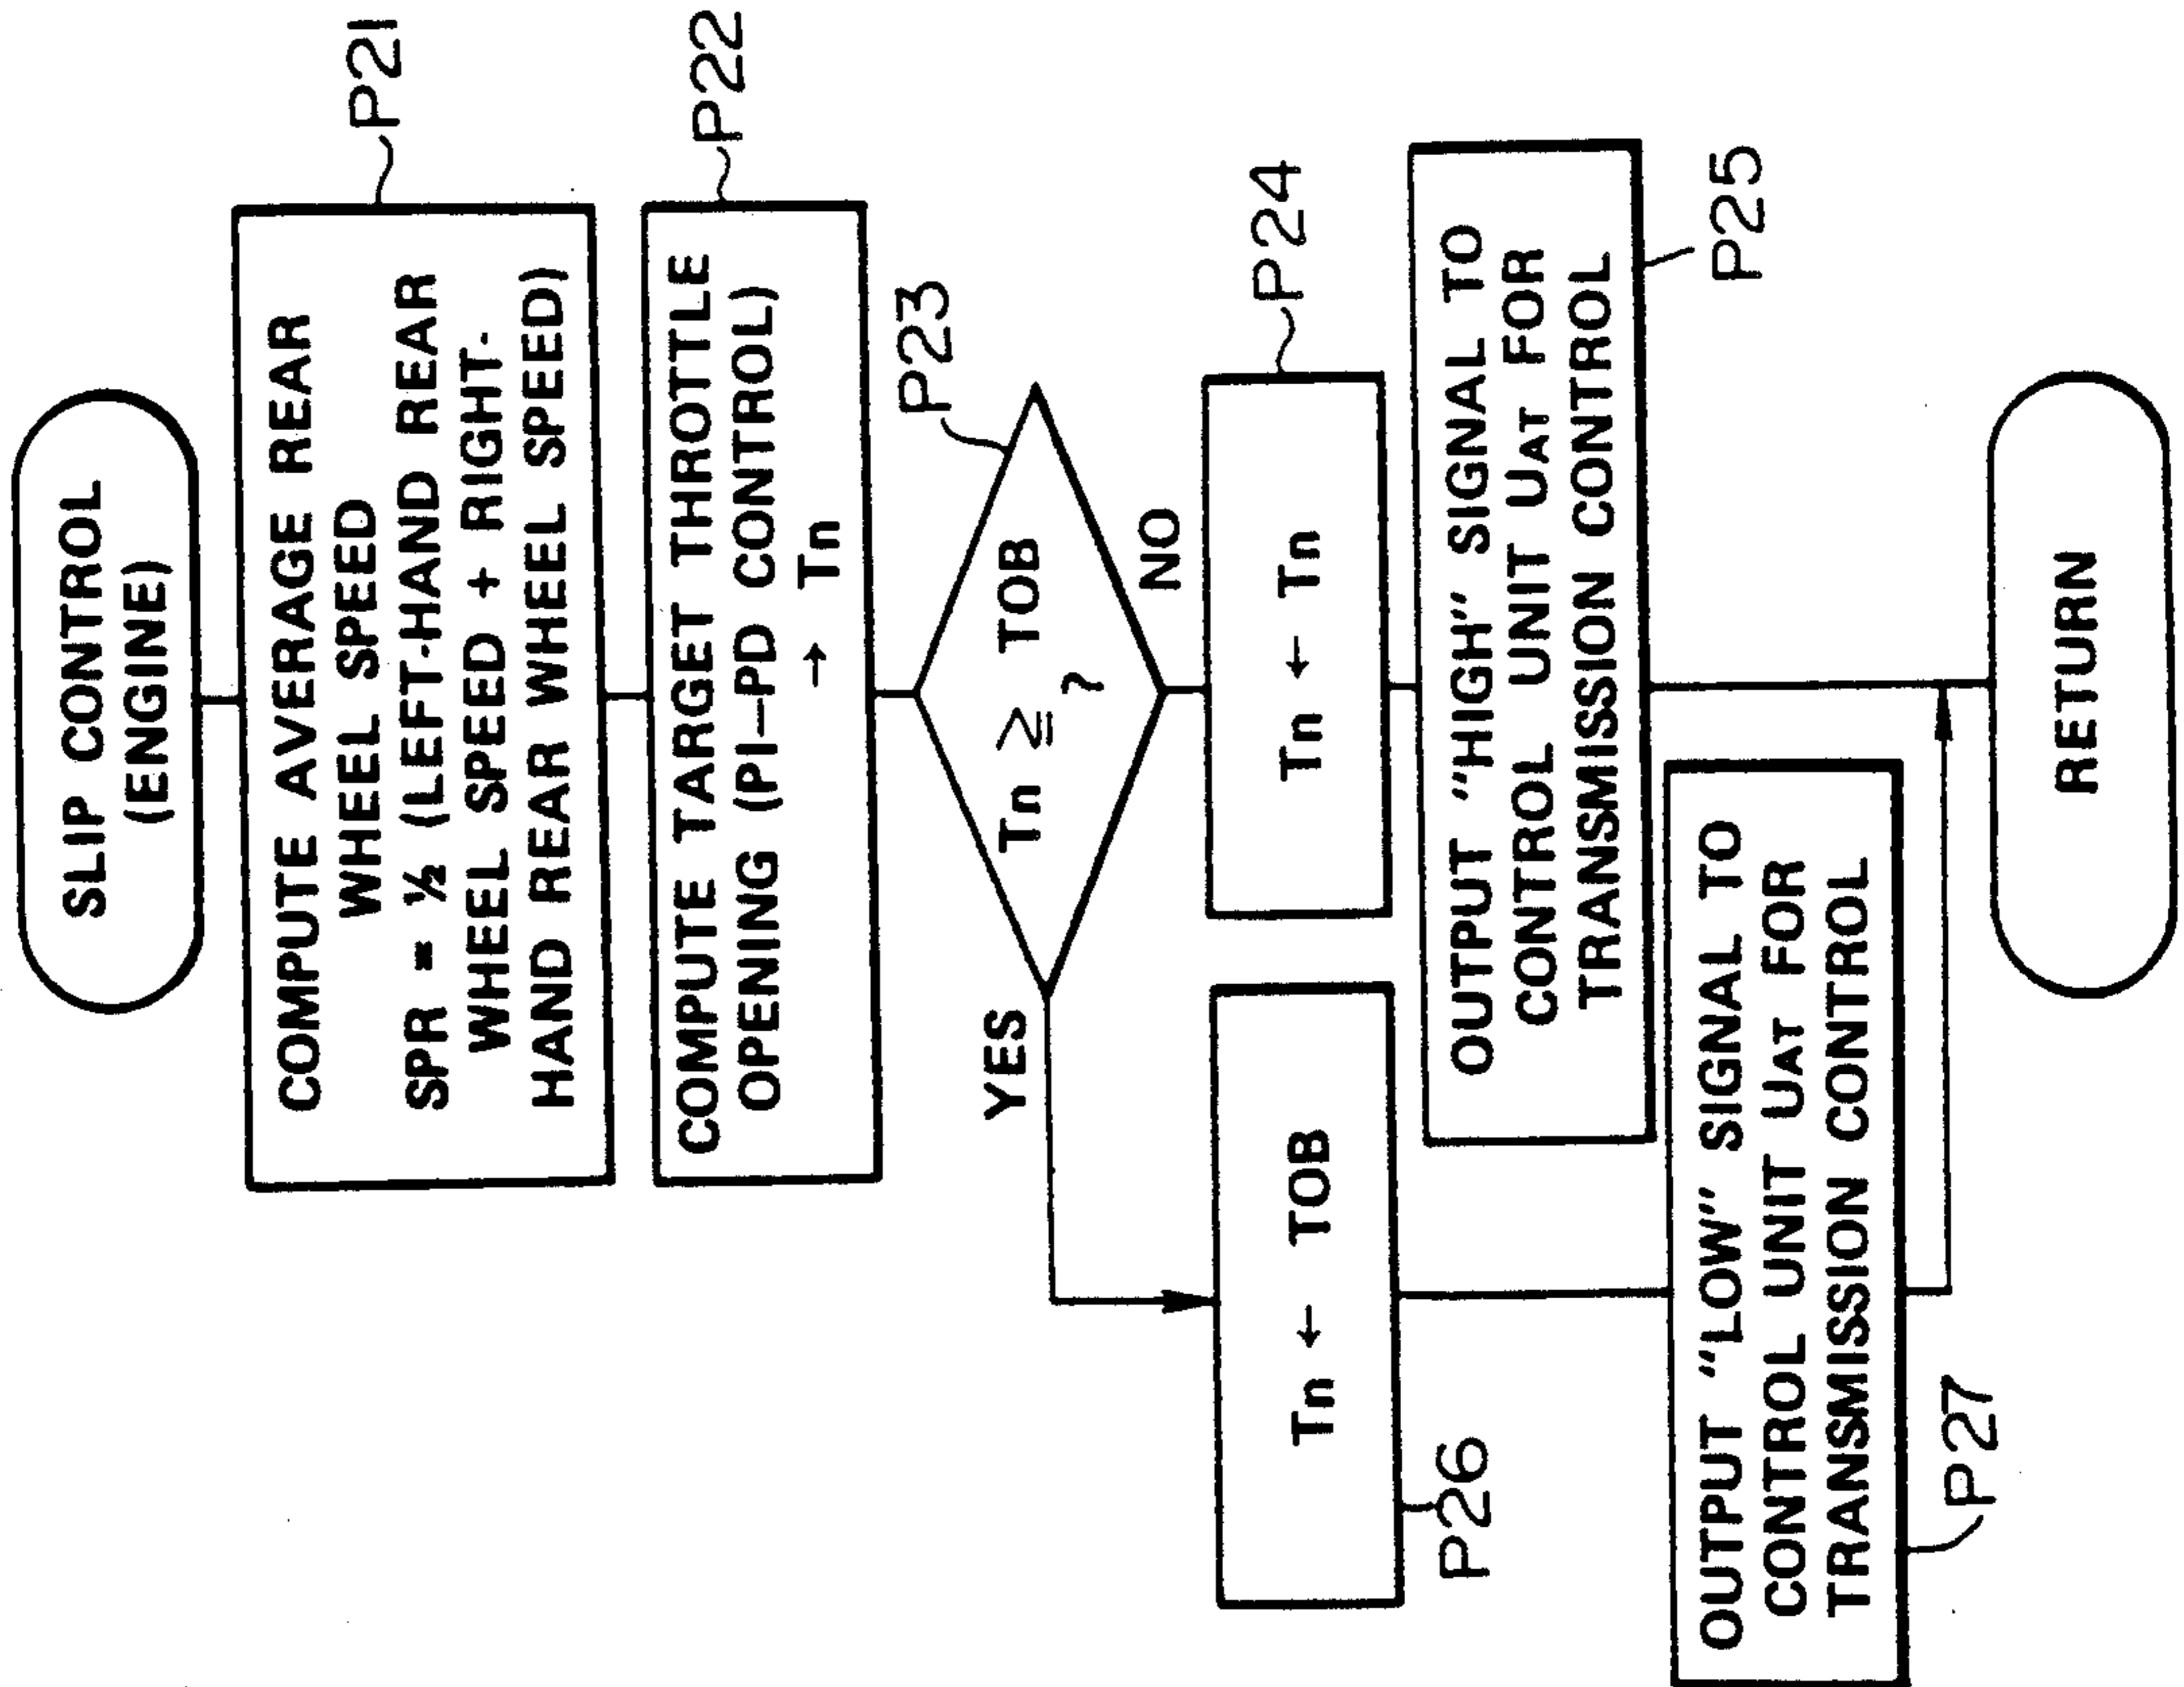 SLIP CONTROL
(ENGINE)
COMPUTE AVERAGE REAR
WHEEL SPEED
SPR = ½ (LEFT-HAND REAR
WHEEL SPEED + RIGHT-
HAND REAR WHEEL SPEED)
P21
COMPUTE TARGET THROTTLE
OPENING (PI–PD CONTROL)
→ Tn
P22
Tn ≧ TOB
?
P23
YES
NO
Tn ← Tn
P24
OUTPUT "HIGH" SIGNAL TO
CONTROL UNIT UAT FOR
TRANSMISSION CONTROL
P25
Tn ← TOB
P26
OUTPUT "LOW" SIGNAL TO
CONTROL UNIT UAT FOR
TRANSMISSION CONTROL
P27
RETURN